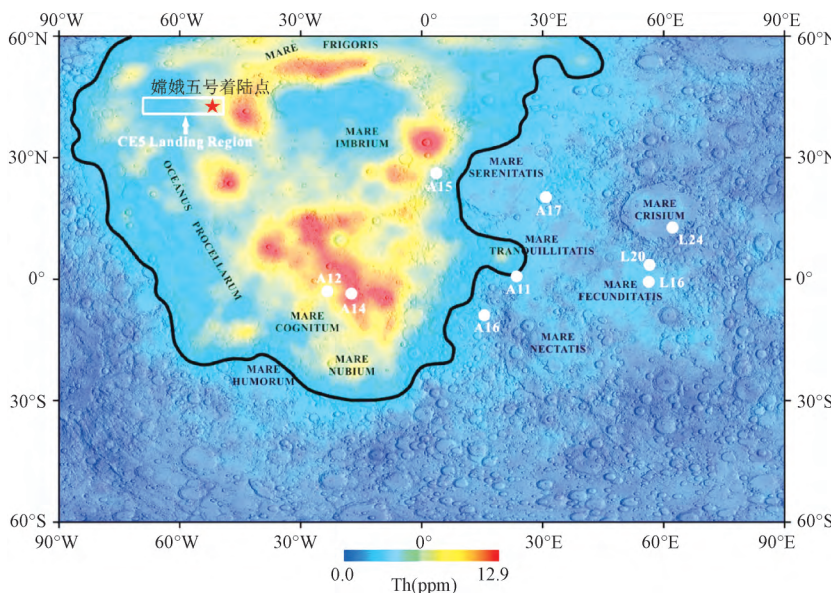 90°W
60°W
30°W
0°
30°E
60°E
90°E
60°N
MARE
FRIGORIS
嫦娥五号着陆点
CE5 Landing Region
MARE
IMBRIUM
30°N
A15
MARE
SERENITATIS
A17
MARE
CRISIUM
L24
OCEANUS
PROCELLARUM
MARE
TRANQUILLITATIS
L20
0°
A12
A14
A11
L16
MARE
FECUNDITATIS
MARE
COGNITUM
A16
MARE
NECTATIS
MARE
HUMORUM
MARE
NUBIUM
30°S
60°S
90°W
60°W
30°W
0°
30°E
60°E
90°E
60°N
30°N
0°
30°S
60°S
0.0
12.9
Th(ppm)